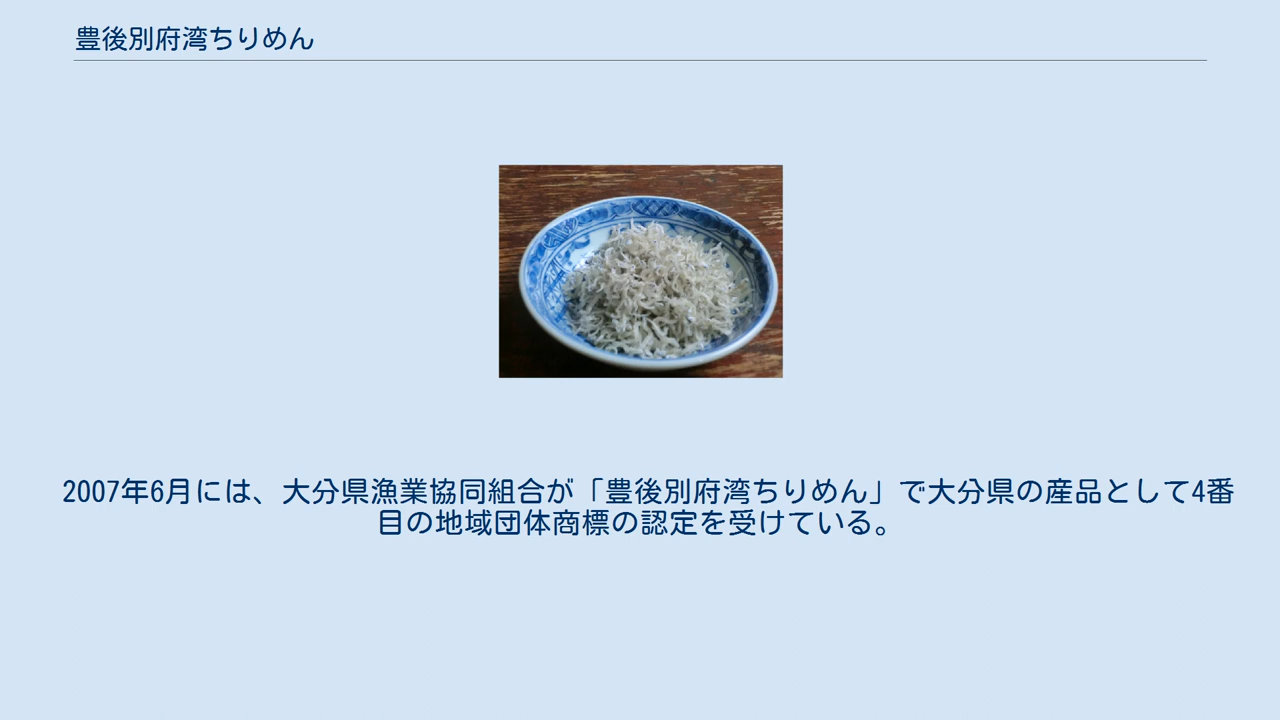 豊後別府湾ちりめん
2007年6月には、大分県漁業協同組合が「豊後別府湾ちりめん」で大分県の産品として4番
目の地域団体商標の認定を受けている。